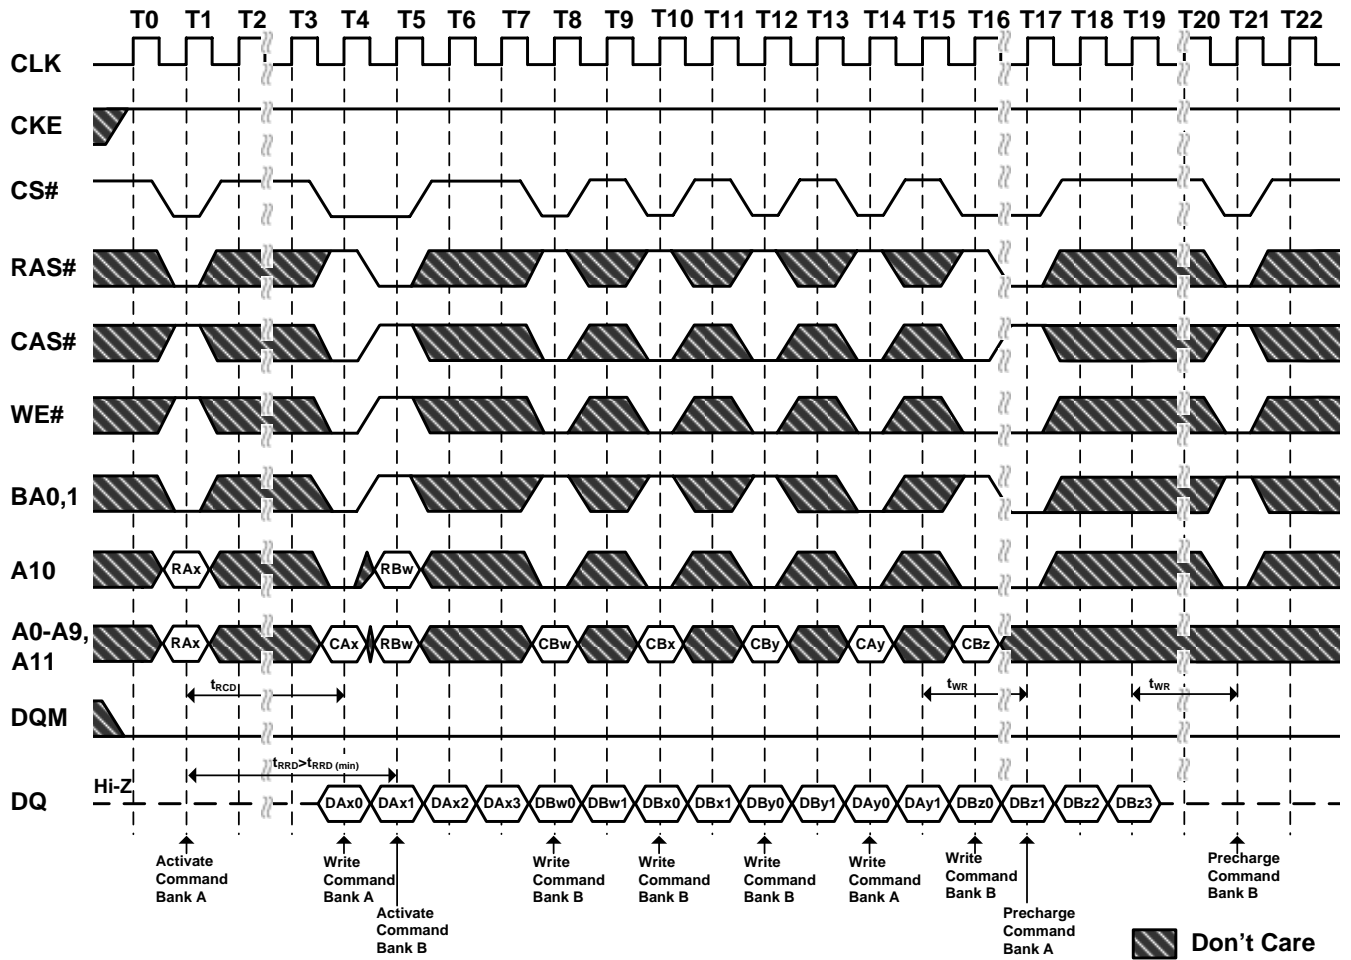 T0 T1 T2 T3 T4 T5 T6 T7 T8 T9 T10 T11 T12 T13 T14 T15 T16 T17 T18 T19 T20 T21 T22
CLK
CKE
CS#
RAS#
CAS#
WE#
BA0,1
A10
RAx RBw
A0-A9,
A11
RAx CAx RBw CBw CBx CBy CAy CBz
tRCD tWR tWR
DQM
tRRD>tRRD (min)
Hi-Z
DQ
DAx0 DAx1 DAx2 DAx3 DBw0 DBw1 DBx0 DBx1 DBy0 DBy1 DAy0 DAy1 DBz0 DBz1 DBz2 DBz3
Activate
Command
Bank A
Write
Command
Bank A
Activate
Command
Bank B
Write
Command
Bank B
Write
Command
Bank B
Write
Command
Bank B
Write
Command
Bank A
Write
Command
Bank B
Precharge
Command
Bank A
Precharge
Command
Bank B
Don't Care